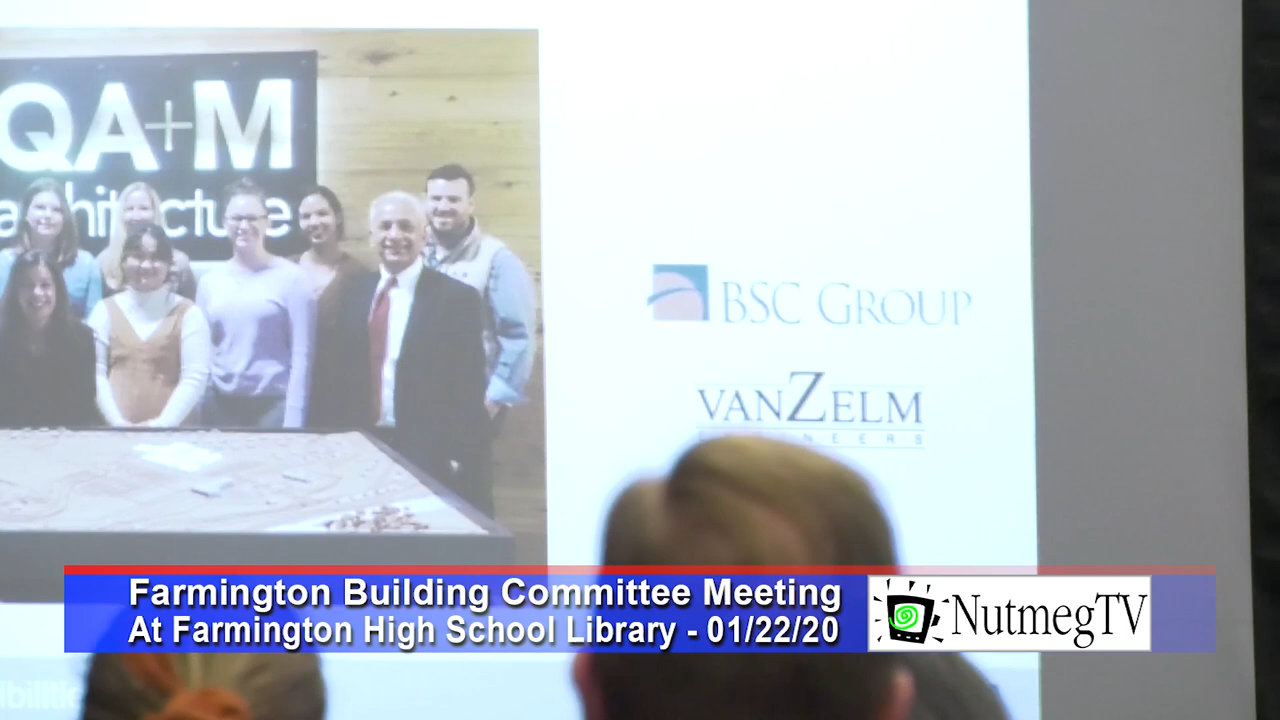 QA+M
architecture
BSC GROUP
VANZELM
Farmington Building Committee Meeting
At Farmington High School Library - 01/22/20
NutmegTV